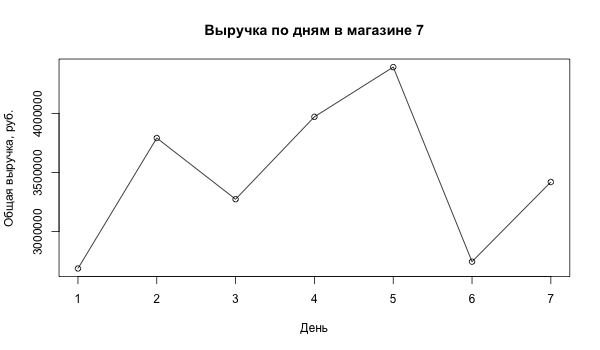 Выручка по дням в магазине 7
Общая выручка, руб.
4000000
3500000
3000000
1 2 3 4 5 6 7
День